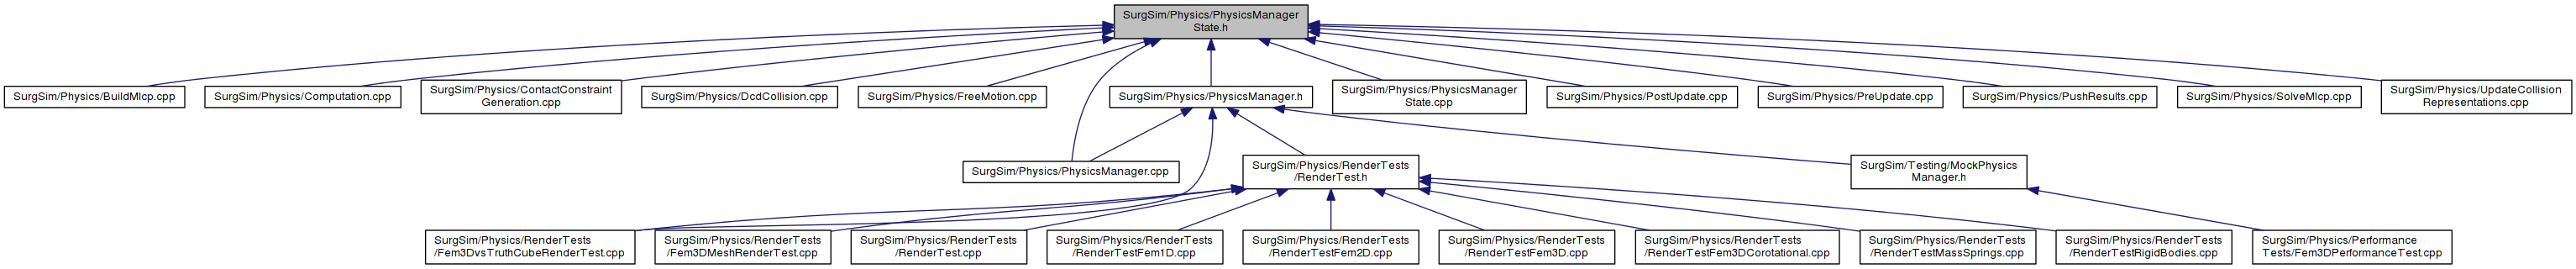 SurgSim/Physics/PhysicsManager
State.h
SurgSim/Physics/BuildMlcp.cpp
SurgSim/Physics/Computation.cpp
SurgSim/Physics/ContactConstraint
Generation.cpp
SurgSim/Physics/DcdCollision.cpp
SurgSim/Physics/FreeMotion.cpp
SurgSim/Physics/PhysicsManager.h
SurgSim/Physics/PhysicsManager
State.cpp
SurgSim/Physics/PostUpdate.cpp
SurgSim/Physics/PreUpdate.cpp
SurgSim/Physics/PushResults.cpp
SurgSim/Physics/SolveMlcp.cpp
SurgSim/Physics/UpdateCollision
Representations.cpp
SurgSim/Physics/PhysicsManager.cpp
SurgSim/Physics/RenderTests
/RenderTest.h
SurgSim/Testing/MockPhysics
Manager.h
SurgSim/Physics/RenderTests
/Fem3DvsTruthCubeRenderTest.cpp
SurgSim/Physics/RenderTests
/Fem3DMeshRenderTest.cpp
SurgSim/Physics/RenderTests
/RenderTest.cpp
SurgSim/Physics/RenderTests
/RenderTestFem1D.cpp
SurgSim/Physics/RenderTests
/RenderTestFem2D.cpp
SurgSim/Physics/RenderTests
/RenderTestFem3D.cpp
SurgSim/Physics/RenderTests
/RenderTestFem3DCorotational.cpp
SurgSim/Physics/RenderTests
/RenderTestMassSprings.cpp
SurgSim/Physics/RenderTests
/RenderTestRigidBodies.cpp
SurgSim/Physics/Performance
Tests/Fem3DPerformanceTest.cpp